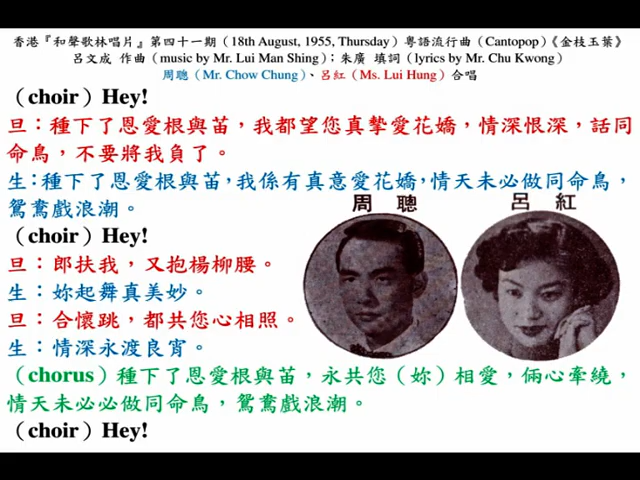 香港『和聲歌林唱片』第四十一期（18th August, 1955, Thursday）粵語流行曲（Cantopop）《金枝玉葉》
呂文成 作曲（music by Mr. Lui Man Shing）；朱廣 填詞（lyrics by Mr. Chu Kwong）
周聰（Mr. Chow Chung）、呂紅（Ms. Lui Hung）合唱
（choir）Hey!
旦：種下了恩愛根與苗，我都望您真摯愛花嬌，情深恨深，話同
命鳥，不要將我負了。
生：種下了恩愛根與苗，我係有真意愛花嬌，情天未必做同命鳥，
鴛鴦戲浪潮。
周聰
呂紅
（choir）Hey!
旦：郎扶我，又抱楊柳腰。
生：妳起舞真美妙。
旦：合懷跳，都共您心相照。
生：情深永渡良宵。
（chorus）種下了恩愛根與苗，永共您（妳）相愛，倆心牽繞，
情天未必必做同命鳥，鴛鴦戲浪潮。
（choir）Hey!